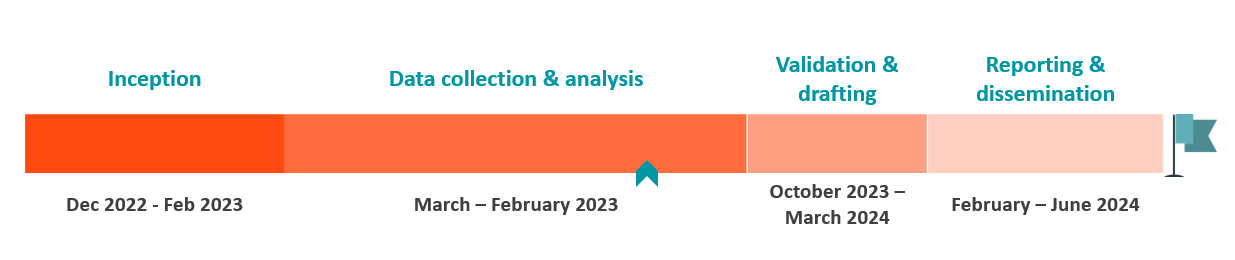 Inception
Data collection & analysis
Validation &
drafting
Reporting &
dissemination
Dec 2022 - Feb 2023
March – February 2023
October 2023 –
March 2024
February – June 2024